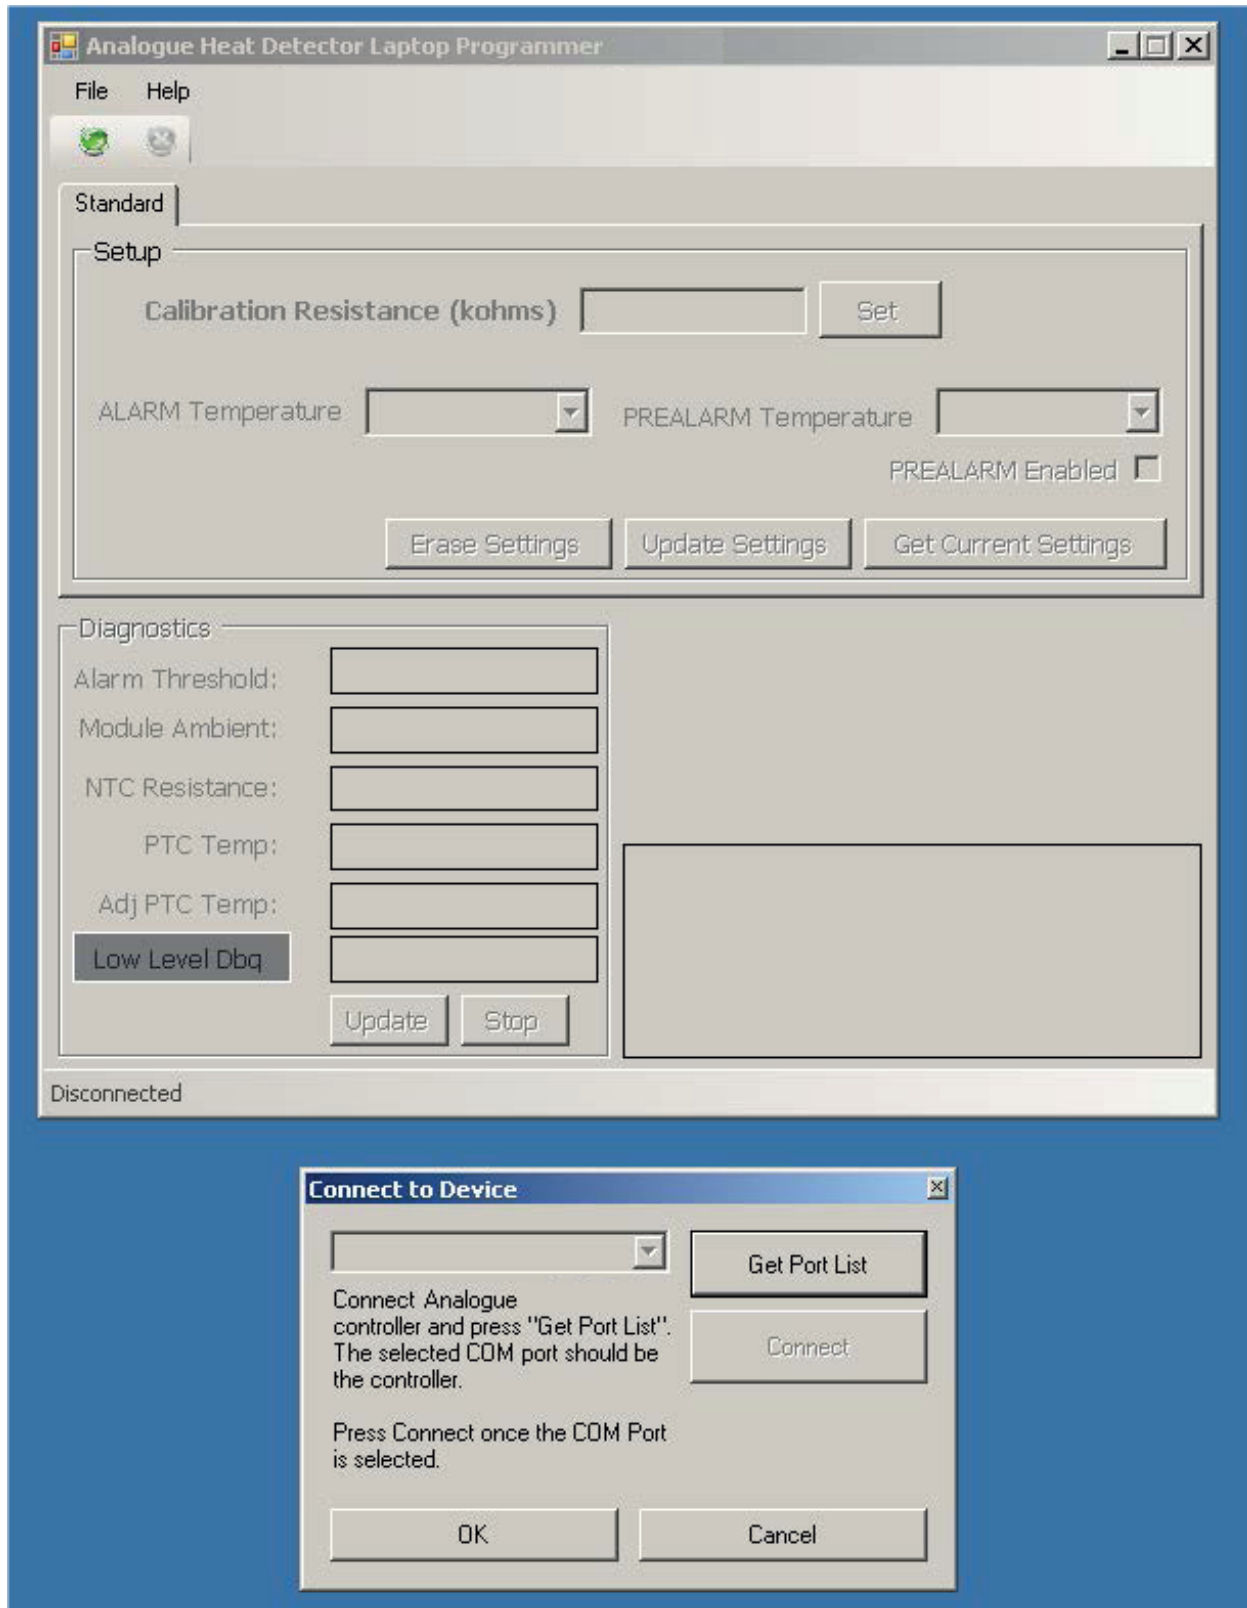 Analogue Heat Detector Laptop Programmer
File Help
Standard
Setup
Calibration Resistance (kohms) Set
ALARM Temperature PREALARM Temperature
PREALARM Enabled
Erase Settings Update Settings Get Current Settings
Diagnostics
Alarm Threshold:
Module Ambient:
NTC Resistance:
PTC Temp:
Adj PTC Temp:
Low Level Dbg
Update Stop
Disconnected
Connect to Device
Get Port List
Connect Analogue
controller and press "Get Port List".
The selected COM port should be
the controller.
Connect
Press Connect once the COM Port
is selected.
OK Cancel